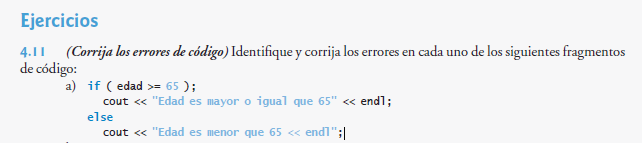 Ejercicios
4.11 (Corrija los errores de código) Identifique y corrija los errores en cada uno de los siguientes fragmentos
de código:
a) if ( edad >= 65 );
cout << "Edad es mayor o igual que 65" << endl;
else
cout << "Edad es menor que 65 << endl";